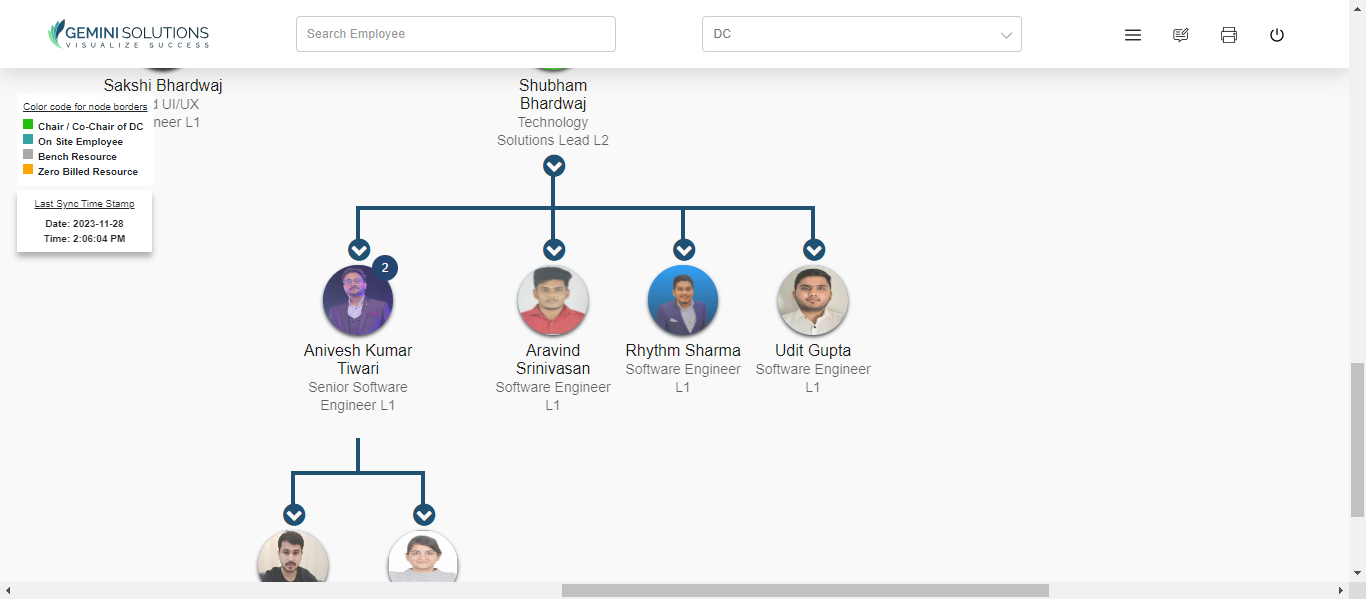 GEMINI SOLUTIONS
VISUALIZE SUCCESS
Search Employee
DC
Sakshi Bhardwaj
d UI/UX
neer L1
Color code for node borders
Chair / Co-Chair of DC
On Site Employee
Bench Resource
Zero Billed Resource
Last Sync Time Stamp
Date: 2023-11-28
Time: 2:06:04 PM
Shubham
Bhardwaj
Technology
Solutions Lead L2
2
Anivesh Kumar
Tiwari
Senior Software
Engineer L1
Aravind
Srinivasan
Software Engineer
L1
Rhythm Sharma
Software Engineer
L1
Udit Gupta
Software Engineer
L1